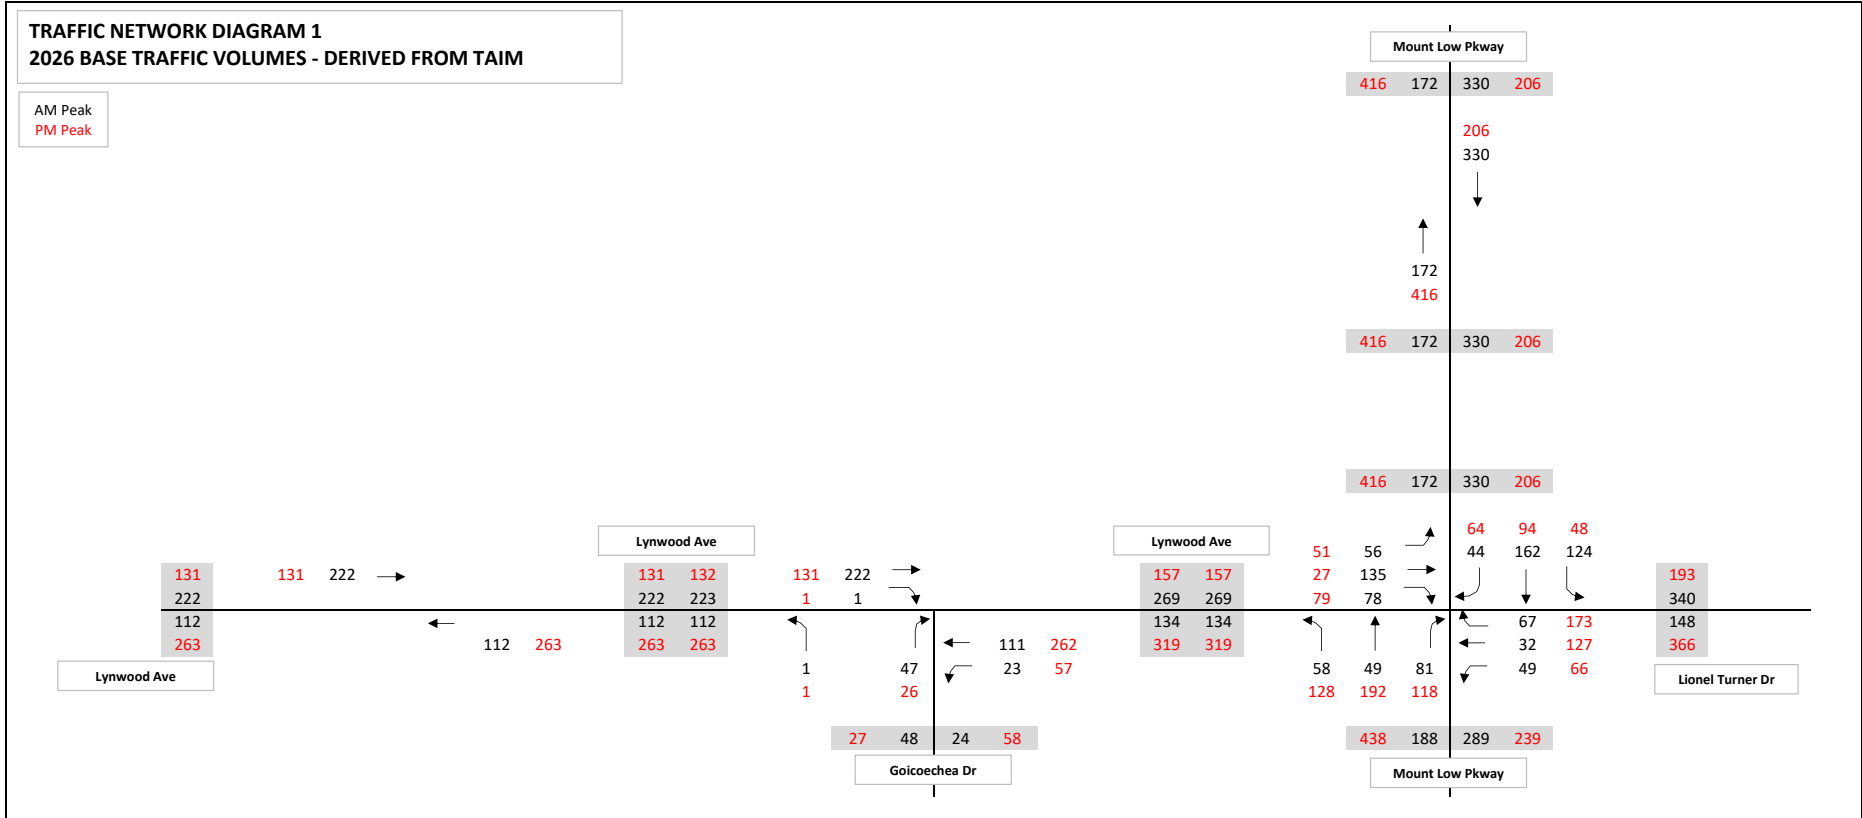 TRAFFIC NETWORK DIAGRAM 1
2026 BASE TRAFFIC VOLUMES - DERIVED FROM TAIM
AM Peak
PM Peak
Mount Low Pkway
416 172 330 206
206
330
172
416
416 172 330 206
416 172 330 206
64 94 48
44 162 124
Lynwood Ave
Lynwood Ave
51 56
131 131 222
131 132 131 222
157 157 27 135
193
222
222 223 1 1
269 269 79 78
340
112
112 112
134 134
67 173
148
263
112 263
263 263
111 262
319 319
32 127
366
Lynwood Ave
1 47 23 57
58 49 81 49 66
Lionel Turner Dr
1 26
128 192 118
27 48 24 58
438 188 289 239
Goicoechea Dr
Mount Low Pkway